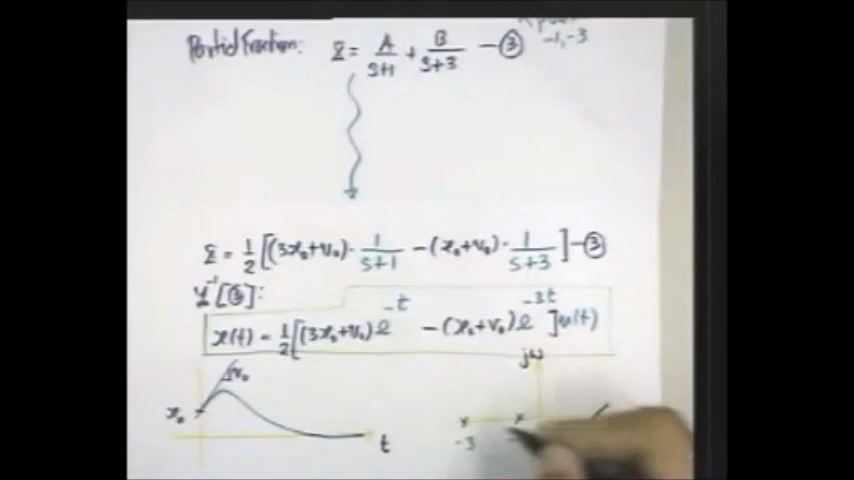 Partial Fraction: X = A/(s+1) + B/(s+3) — ③
-1, -3
X = 1/2 [(3x₀+v₀)· 1/(s+1) - (x₀+v₀)· 1/(s+3)] — ③
ℒ⁻¹[③]:
x(t) = 1/2 [(3x₀+v₀)e^-t - (x₀+v₀)e^-3t] u(t)
jω
v₀
x₀
x x
t -3